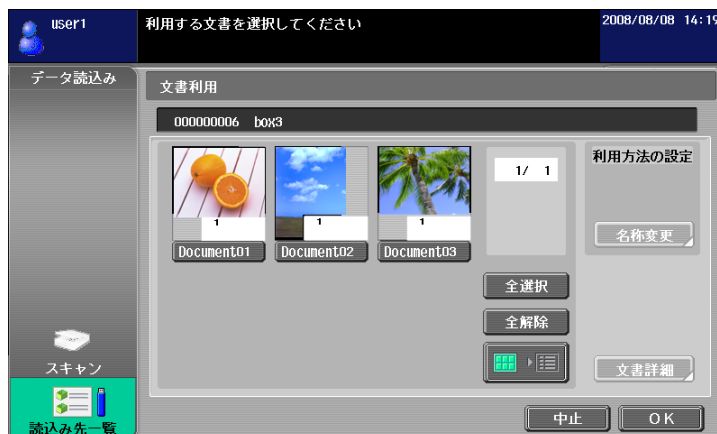 user1
利用する文書を選択してください
2008/08/08 14:19
データ読込み
文書利用
000000006 box3
1/ 1
利用方法の設定
1
1
1
Document01
Document02
Document03
名称変更
全選択
全解除
スキャン
文書詳細
読込み先一覧
中止
OK